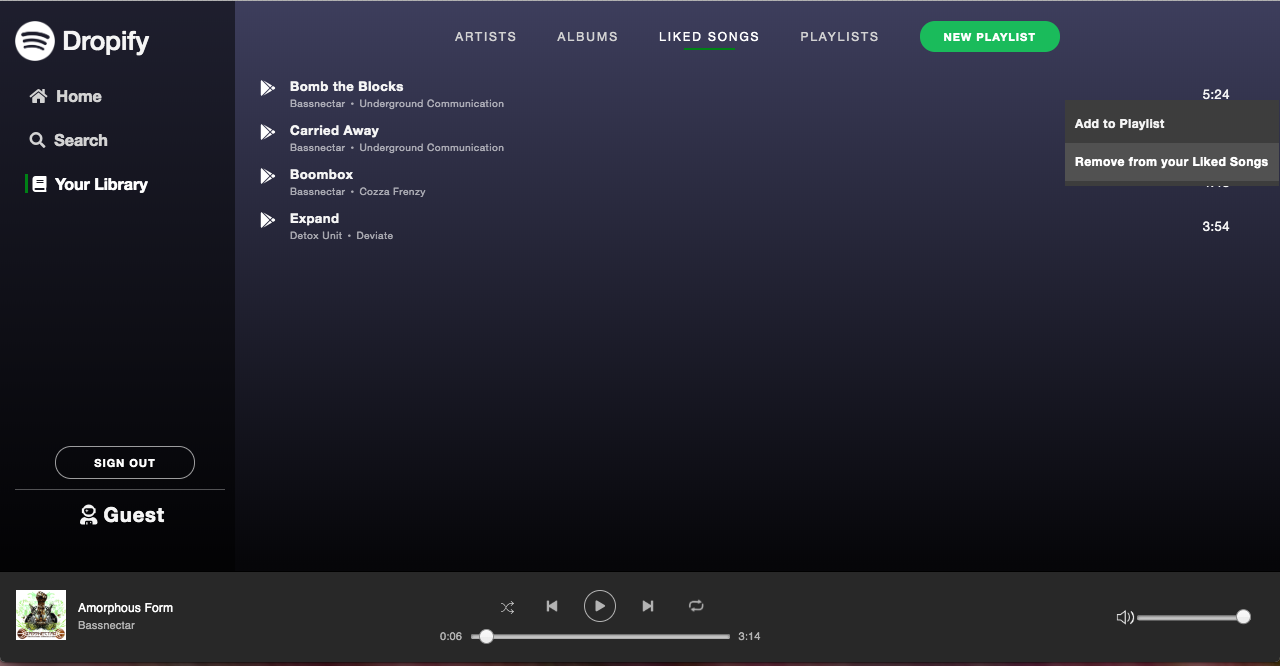 Dropify
Home
Search
Your Library
SIGN OUT
Guest
ARTISTS ALBUMS LIKED SONGS PLAYLISTS NEW PLAYLIST
Bomb the Blocks
Bassnectar • Underground Communication
5:24
Carried Away
Bassnectar • Underground Communication
Boombox
Bassnectar • Cozza Frenzy
Expand
Detox Unit • Deviate
3:54
Add to Playlist
Remove from your Liked Songs
Amorphous Form
Bassnectar
0:06 3:14